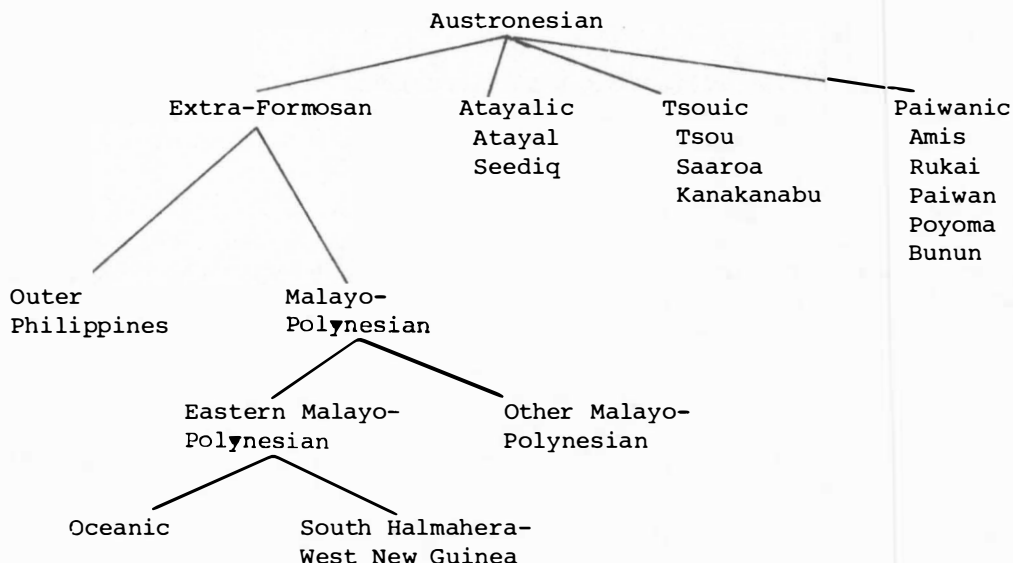 Austronesian
Extra-Formosan Atayalic Tsouic Paiwanic
Atayal Tsou Amis
Seediq Saaroa Rukai
Kanakanabu Paiwan
Poyoma
Bunun
Outer Malayo-
Philippines Polynesian
Eastern Malayo- Other Malayo-
Polynesian Polynesian
Oceanic South Halmahera-
West New Guinea